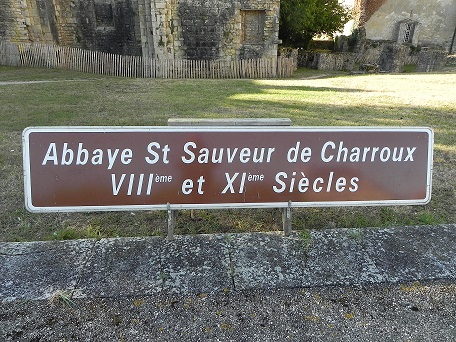 Abbaye St Sauveur de Charroux
VIIIème et XIème Siècles